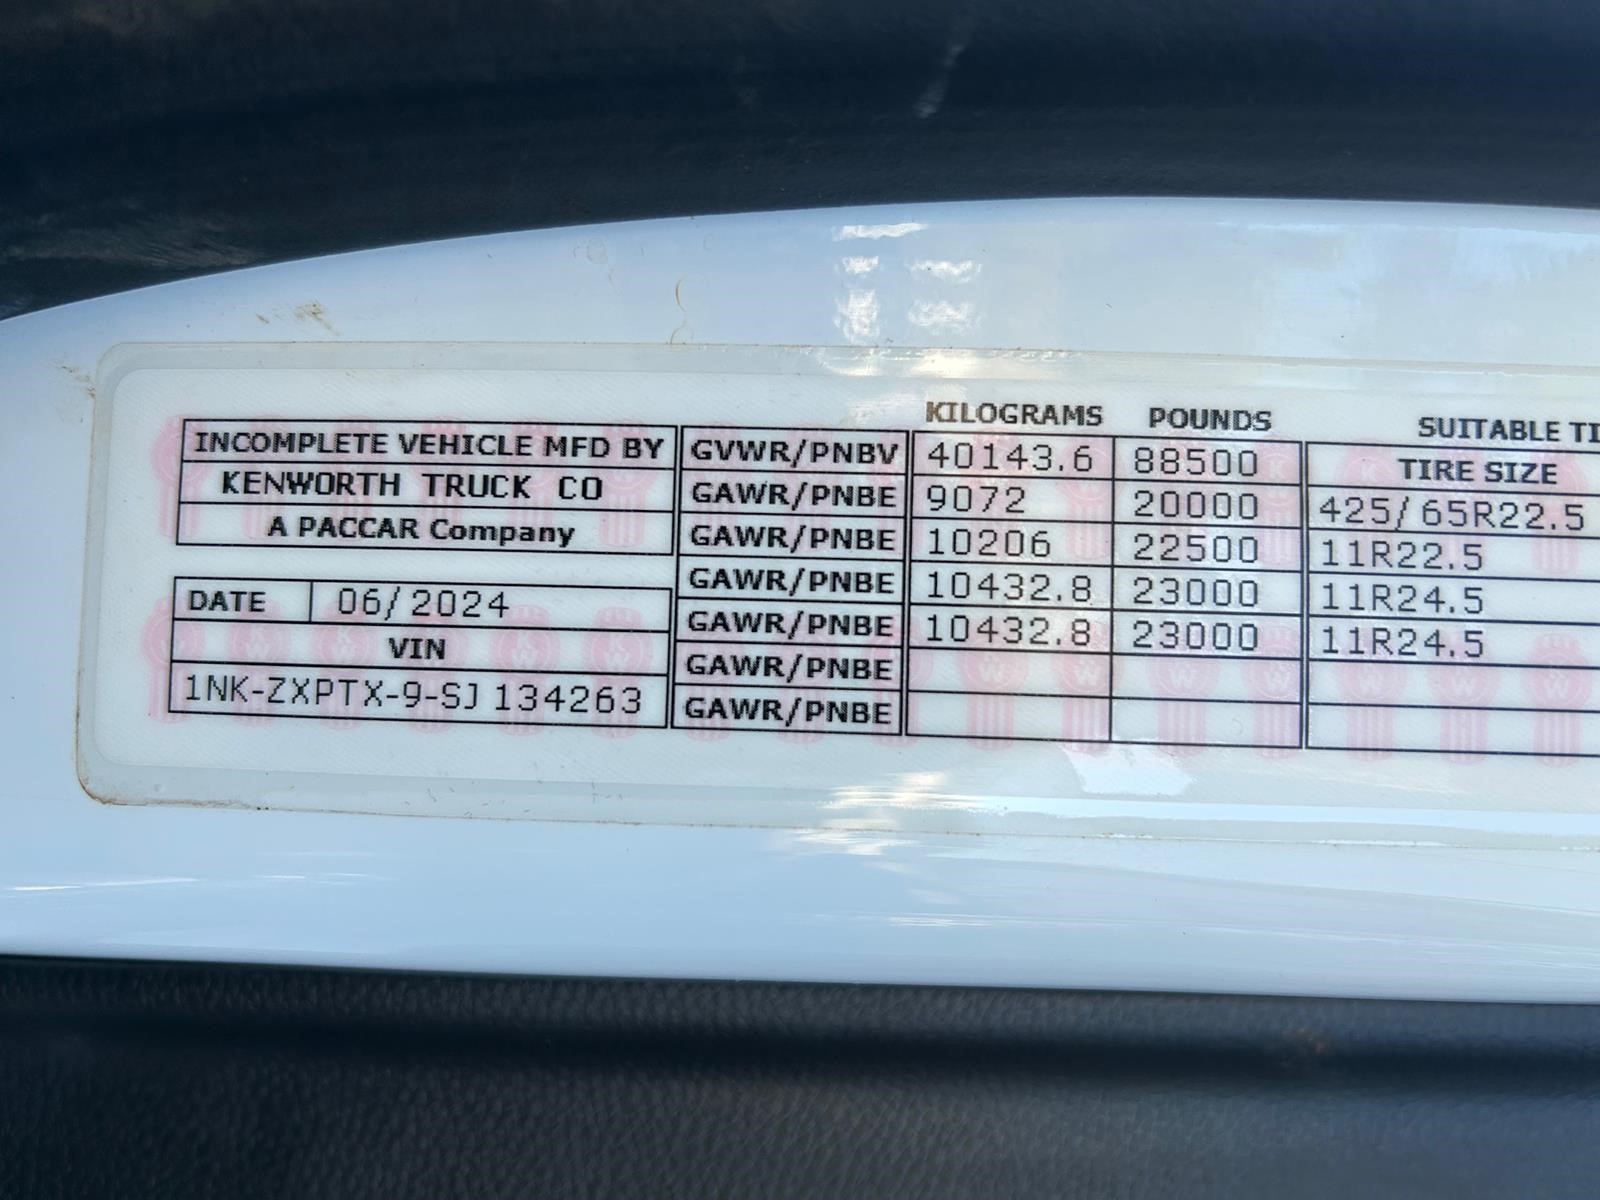 KILOGRAMS POUNDS SUITABLE
INCOMPLETE VEHICLE MFD BY GVWR/PNBV 40143.6 88500 TIRE SIZE
KENWORTH TRUCK CO GAWR/PNBE 9072 20000 425/65R22.5
A PACCAR Company GAWR/PNBE 10206 22500 11R22.5
GAWR/PNBE 10432.8 23000 11R24.5
DATE 06/2024 GAWR/PNBE 10432.8 23000 11R24.5
VIN GAWR/PNBE
1NK-ZXPTX-9-SJ134263 GAWR/PNBE